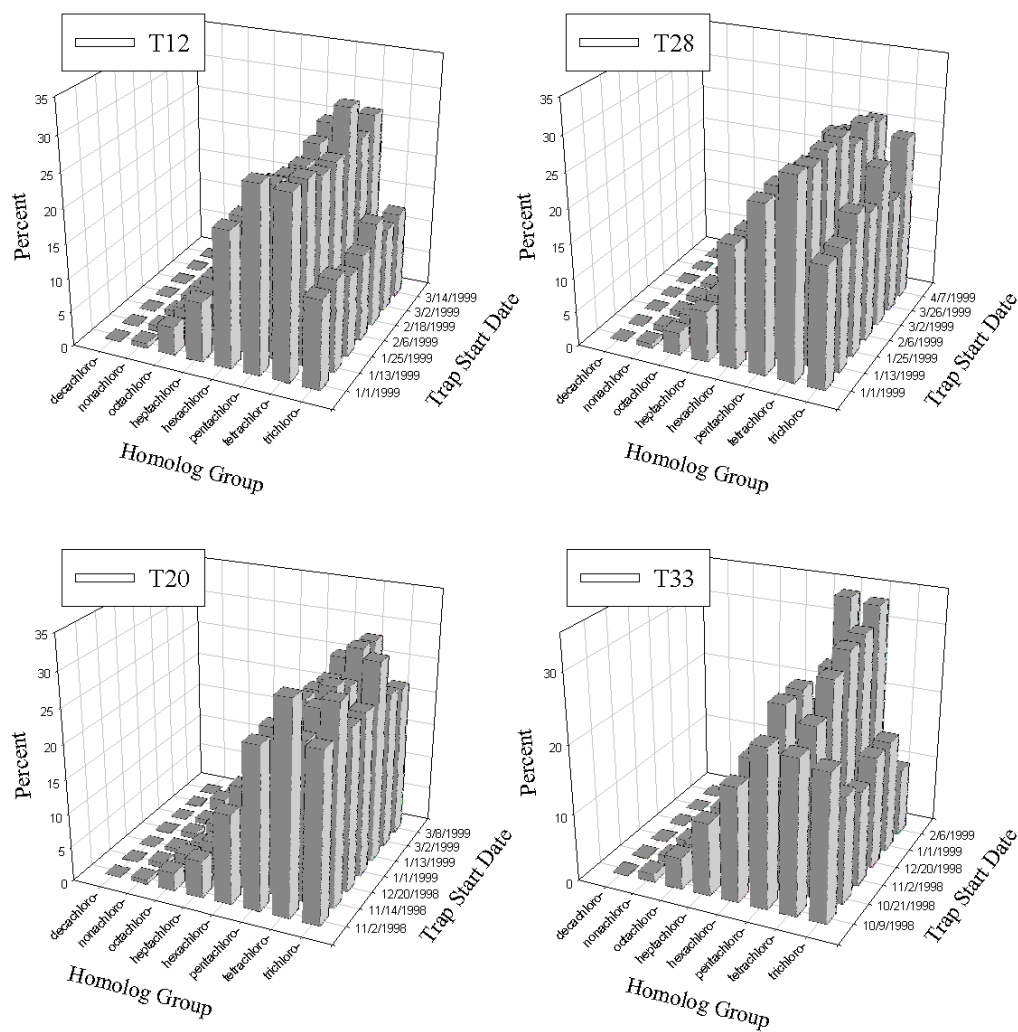 T12
35
30
25
20
15
10
5
0
Percent
decachloro-
nonachloro-
octachloro-
heptachloro-
hexachloro-
pentachloro-
tetrachloro-
trichloro-
Homolog Group
3/14/1999
3/2/1999
2/18/1999
2/6/1999
1/25/1999
1/13/1999
1/1/1999
Trap Start Date
T28
35
30
25
20
15
10
5
0
Percent
decachloro-
nonachloro-
octachloro-
heptachloro-
hexachloro-
pentachloro-
tetrachloro-
trichloro-
Homolog Group
4/7/1999
3/26/1999
3/2/1999
2/6/1999
1/25/1999
1/13/1999
1/1/1999
Trap Start Date
T20
35
30
25
20
15
10
5
0
Percent
decachloro-
nonachloro-
octachloro-
heptachloro-
hexachloro-
pentachloro-
tetrachloro-
trichloro-
Homolog Group
3/8/1999
3/2/1999
1/13/1999
1/1/1999
12/20/1998
11/14/1998
11/2/1998
Trap Start Date
T33
30
20
10
0
Percent
decachloro-
nonachloro-
octachloro-
heptachloro-
hexachloro-
pentachloro-
tetrachloro-
trichloro-
Homolog Group
2/6/1999
1/1/1999
12/20/1998
11/2/1998
10/21/1998
10/9/1998
Trap Start Date